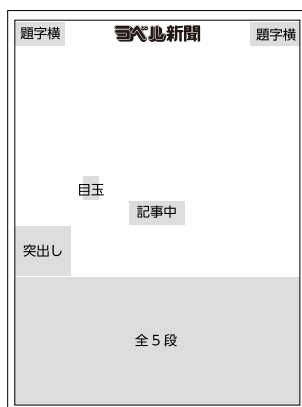 題字横
ヨベル新聞
題字横
目玉
記事中
突出し
全5段